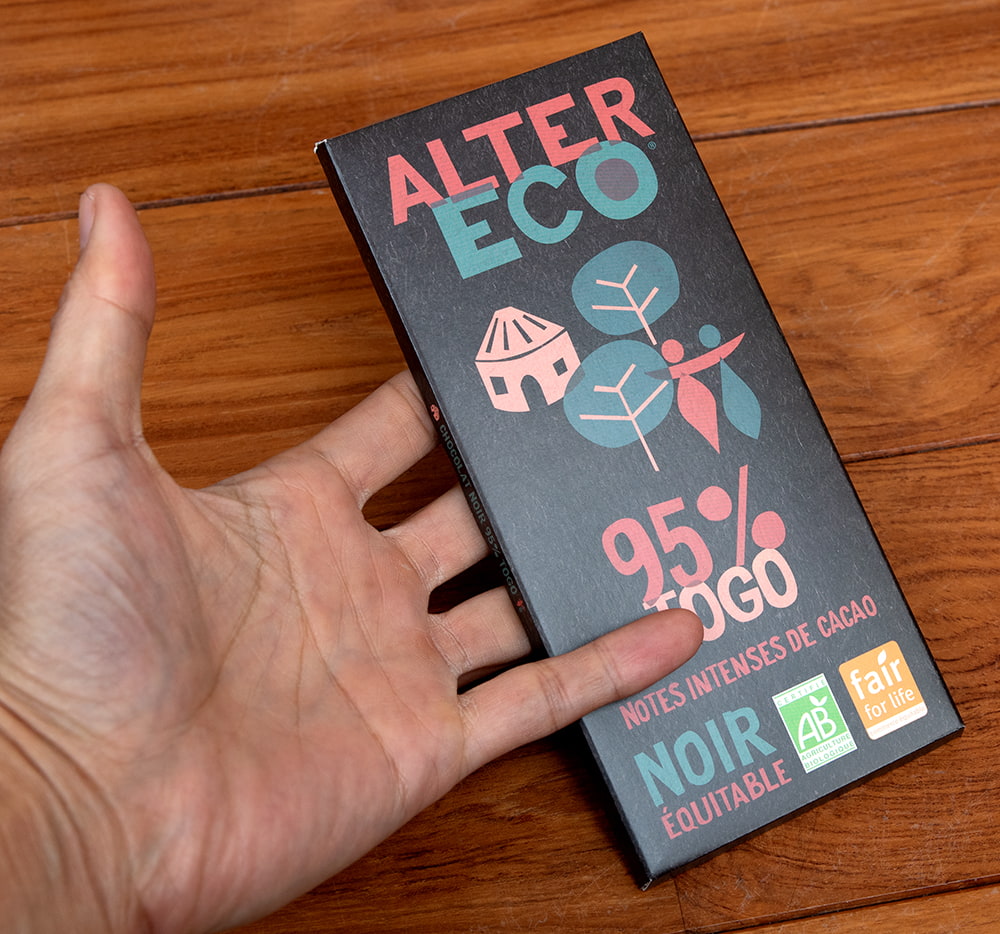 ALTER
ECO®
CHOCOLAT NOIR 95% TOGO
95%
TOGO
NOTES INTENSES DE CACAO
NOIR
ÉQUITABLE
CERTIFIÉ
AB
AGRICULTURE
BIOLOGIQUE
fair
for life